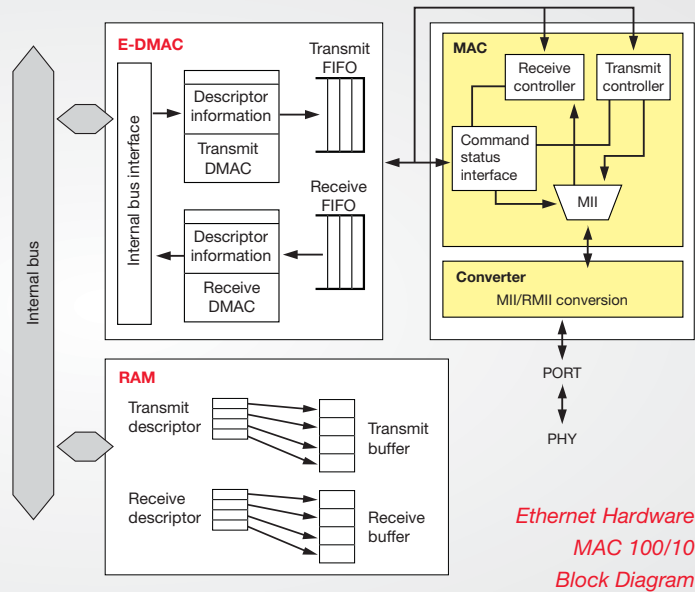 E-DMAC
Transmit
FIFO
Descriptor
information
Transmit
DMAC
Internal bus interface
Receive
FIFO
Descriptor
information
Receive
DMAC
Internal bus
MAC
Receive
controller
Transmit
controller
Command
status
interface
MII
Converter
MII/RMII conversion
PORT
PHY
RAM
Transmit
descriptor
Transmit
buffer
Receive
descriptor
Receive
buffer
Ethernet Hardware
MAC 100/10
Block Diagram